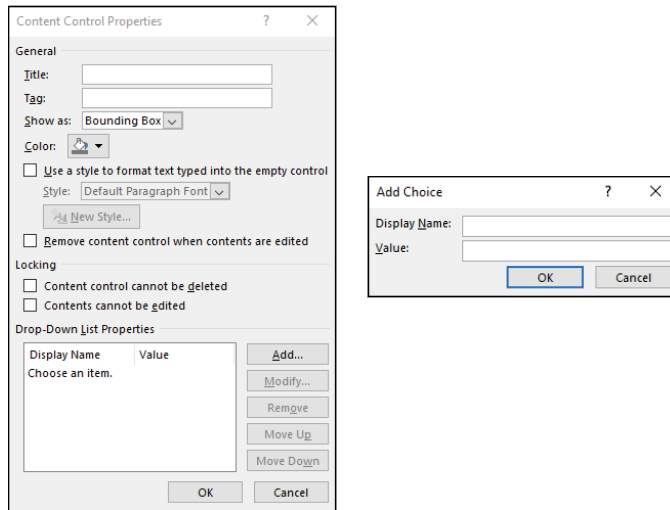 Content Control Properties ? ×
General
Title:
Tag:
Show as: Bounding Box
Color:
Use a style to format text typed into the empty control
Style: Default Paragraph Font
New Style...
Remove content control when contents are edited
Locking
Content control cannot be deleted
Contents cannot be edited
Drop-Down List Properties
Display Name Value
Choose an item.
Add...
Modify...
Remove
Move Up
Move Down
OK Cancel
Add Choice ? ×
Display Name:
Value:
OK Cancel